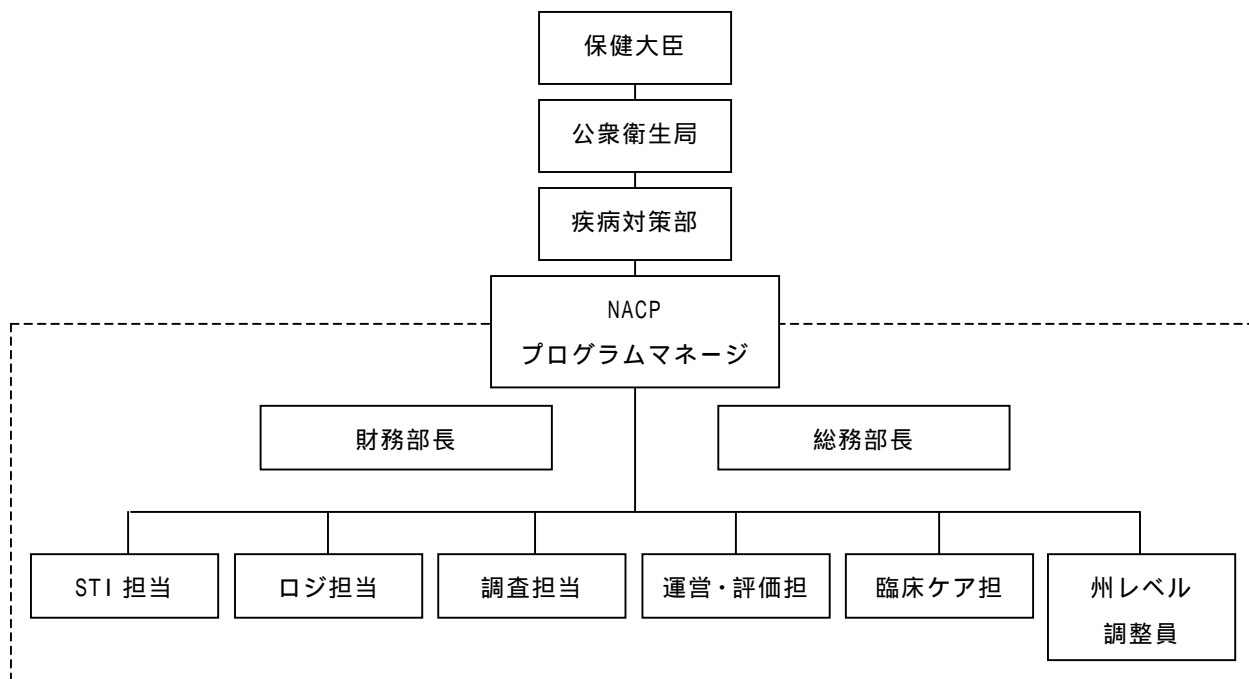 保健大臣
公衆衛生局
疾病対策部
NACP
プログラムマネージ
財務部長
総務部長
STI 担当
ロジ担当
調査担当
運営・評価担
臨床ケア担
州レベル
調整員